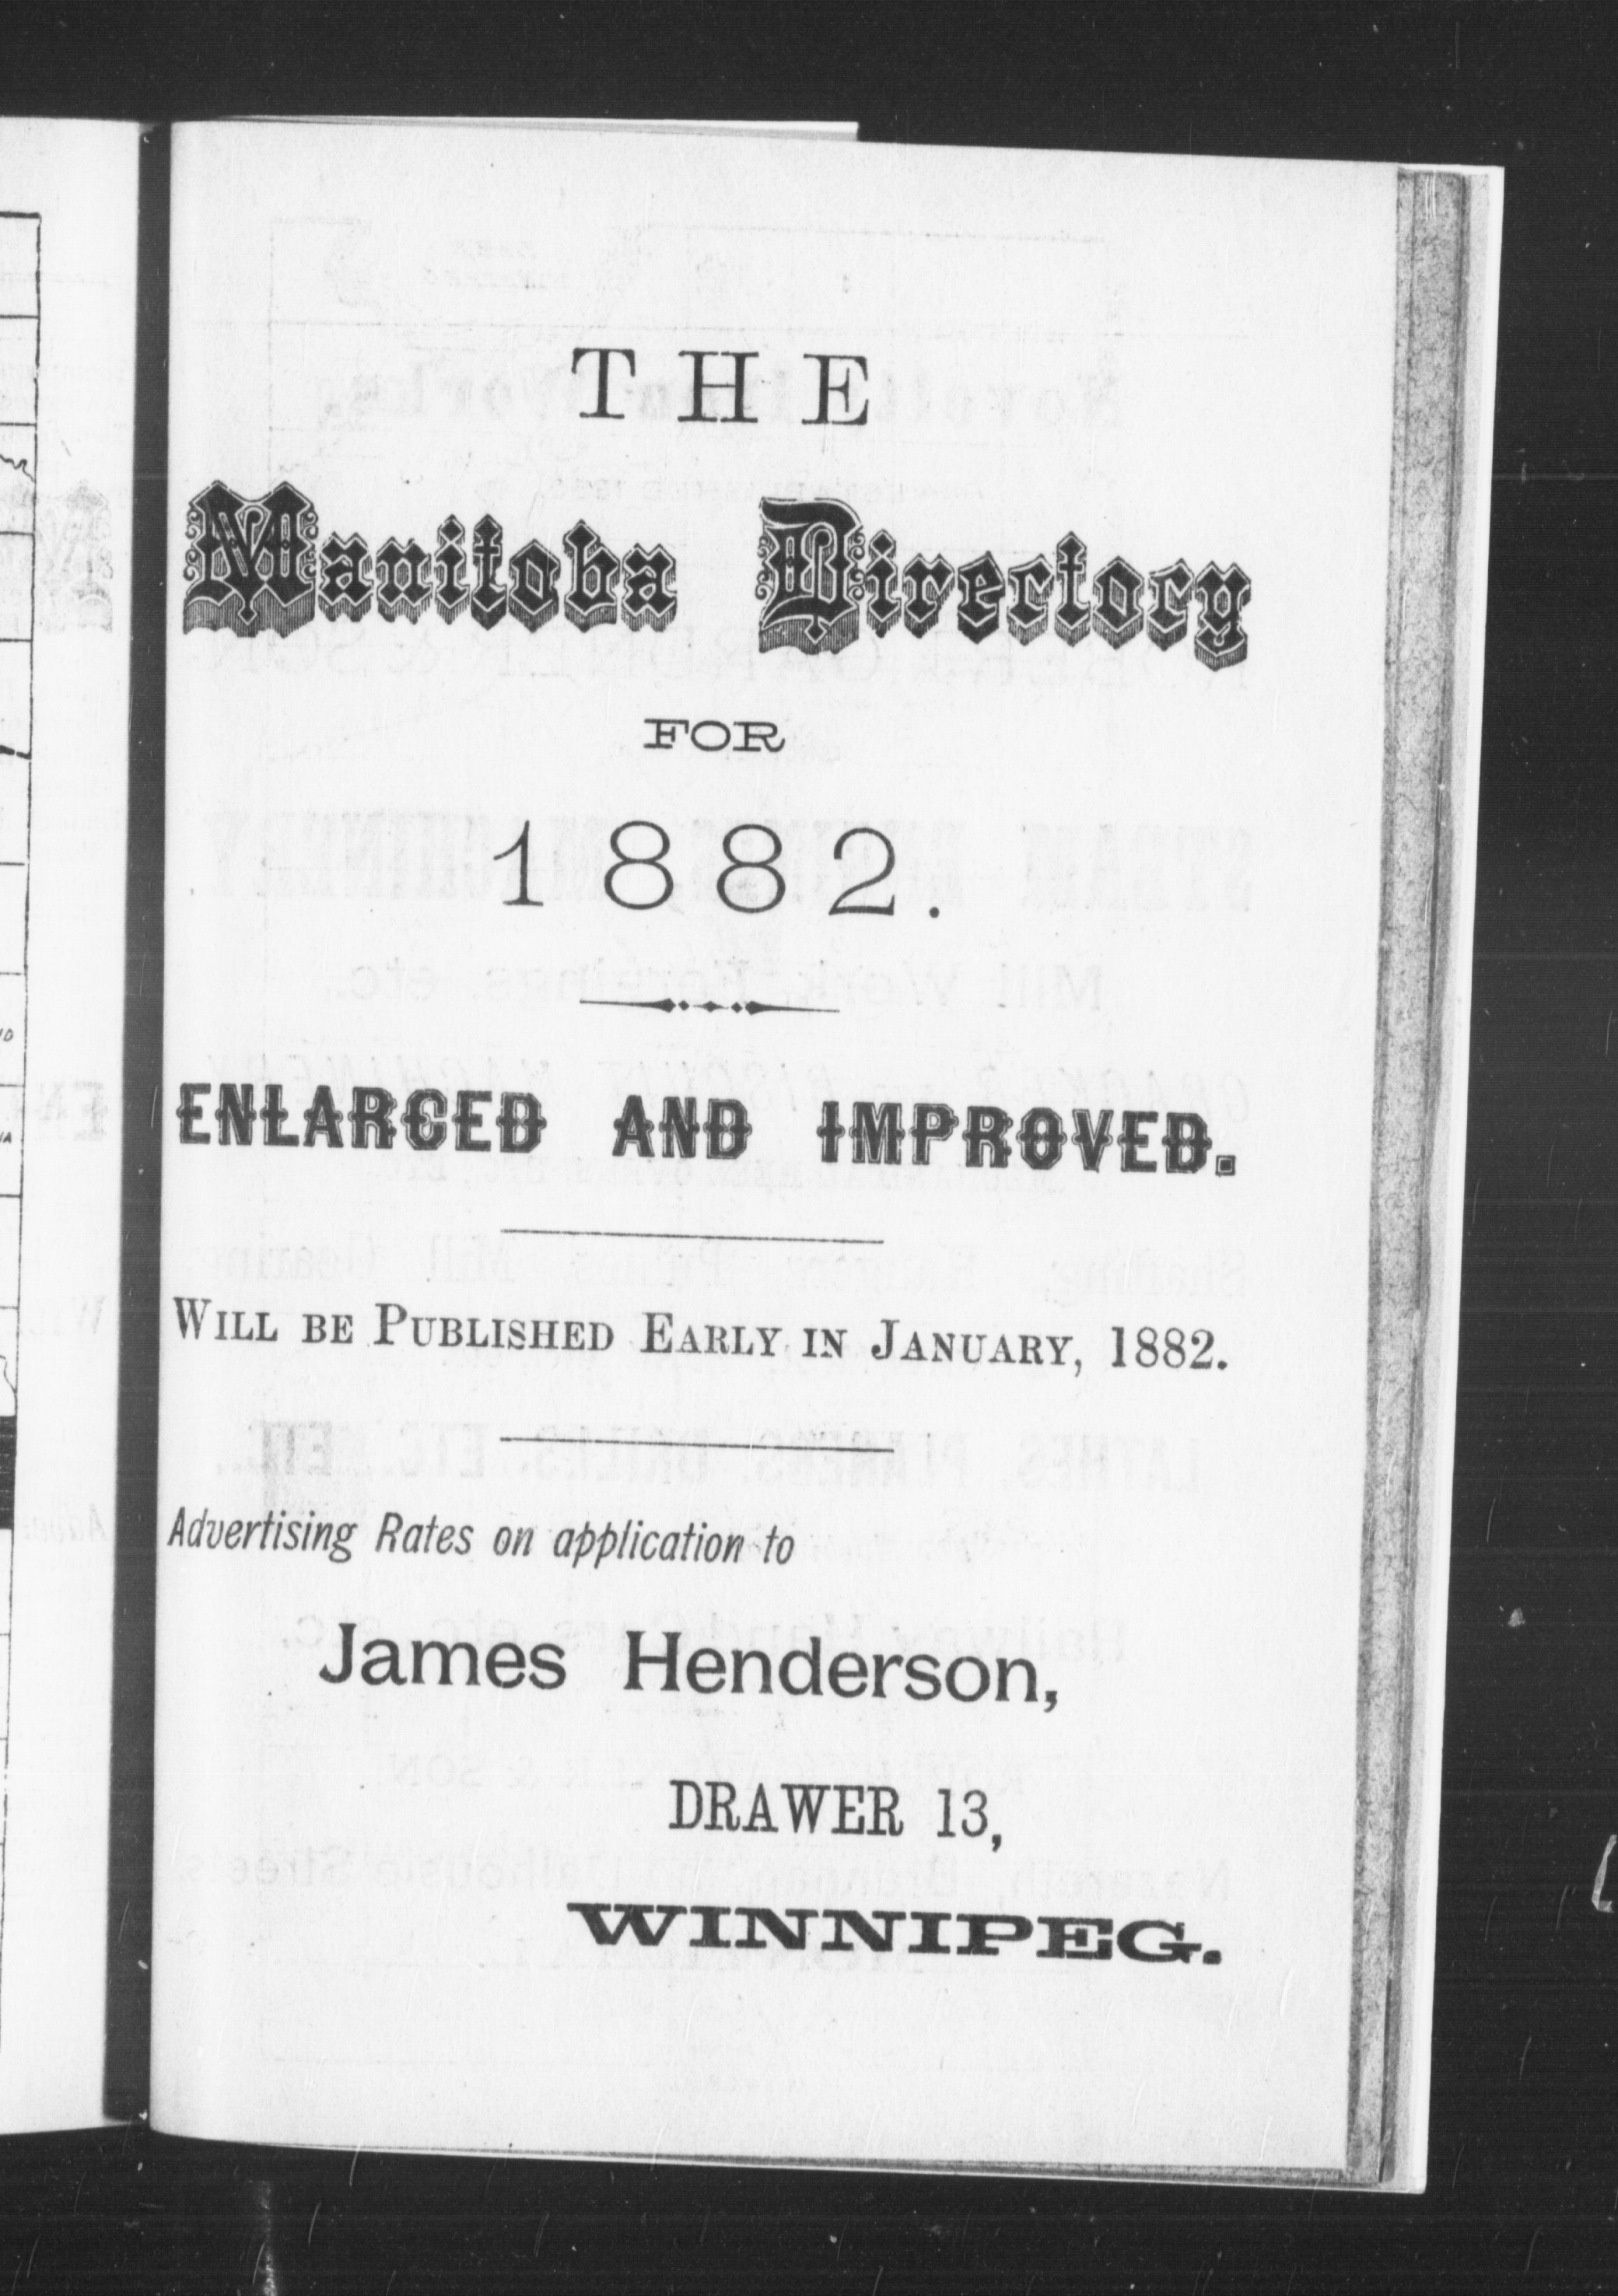 THE
Manitoba Directory
FOR
1882.
ENLARGED AND IMPROVED.
WILL BE PUBLISHED EARLY IN JANUARY, 1882.
Advertising Rates on application to
James Henderson,
DRAWER 13,
WINNIPEG.